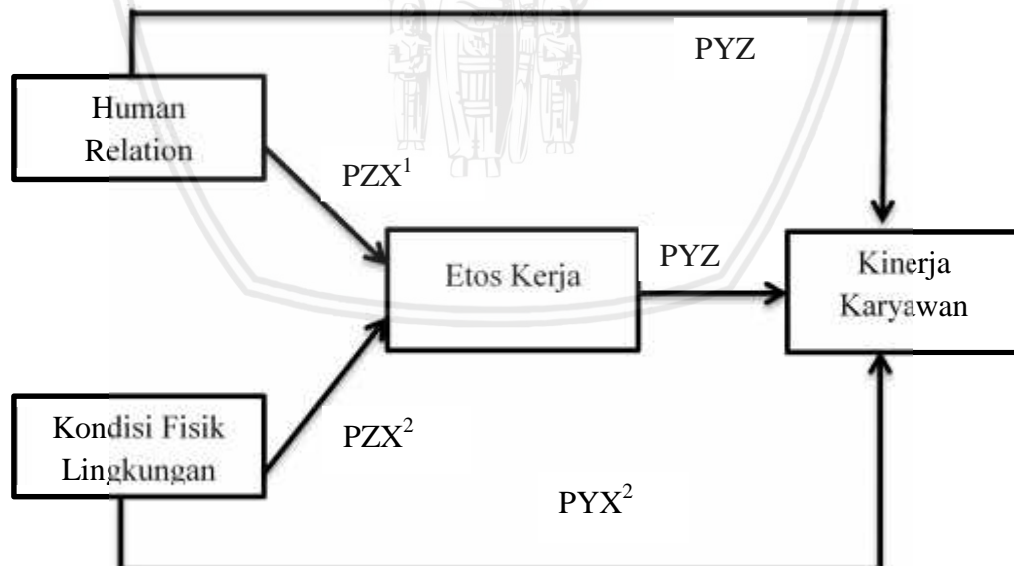 PYZ
Human
Relation
PZX¹
Etos Kerja
PYZ
Kinerja
Karyawan
Kondisi Fisik
Lingkungan
PZX²
PYX²